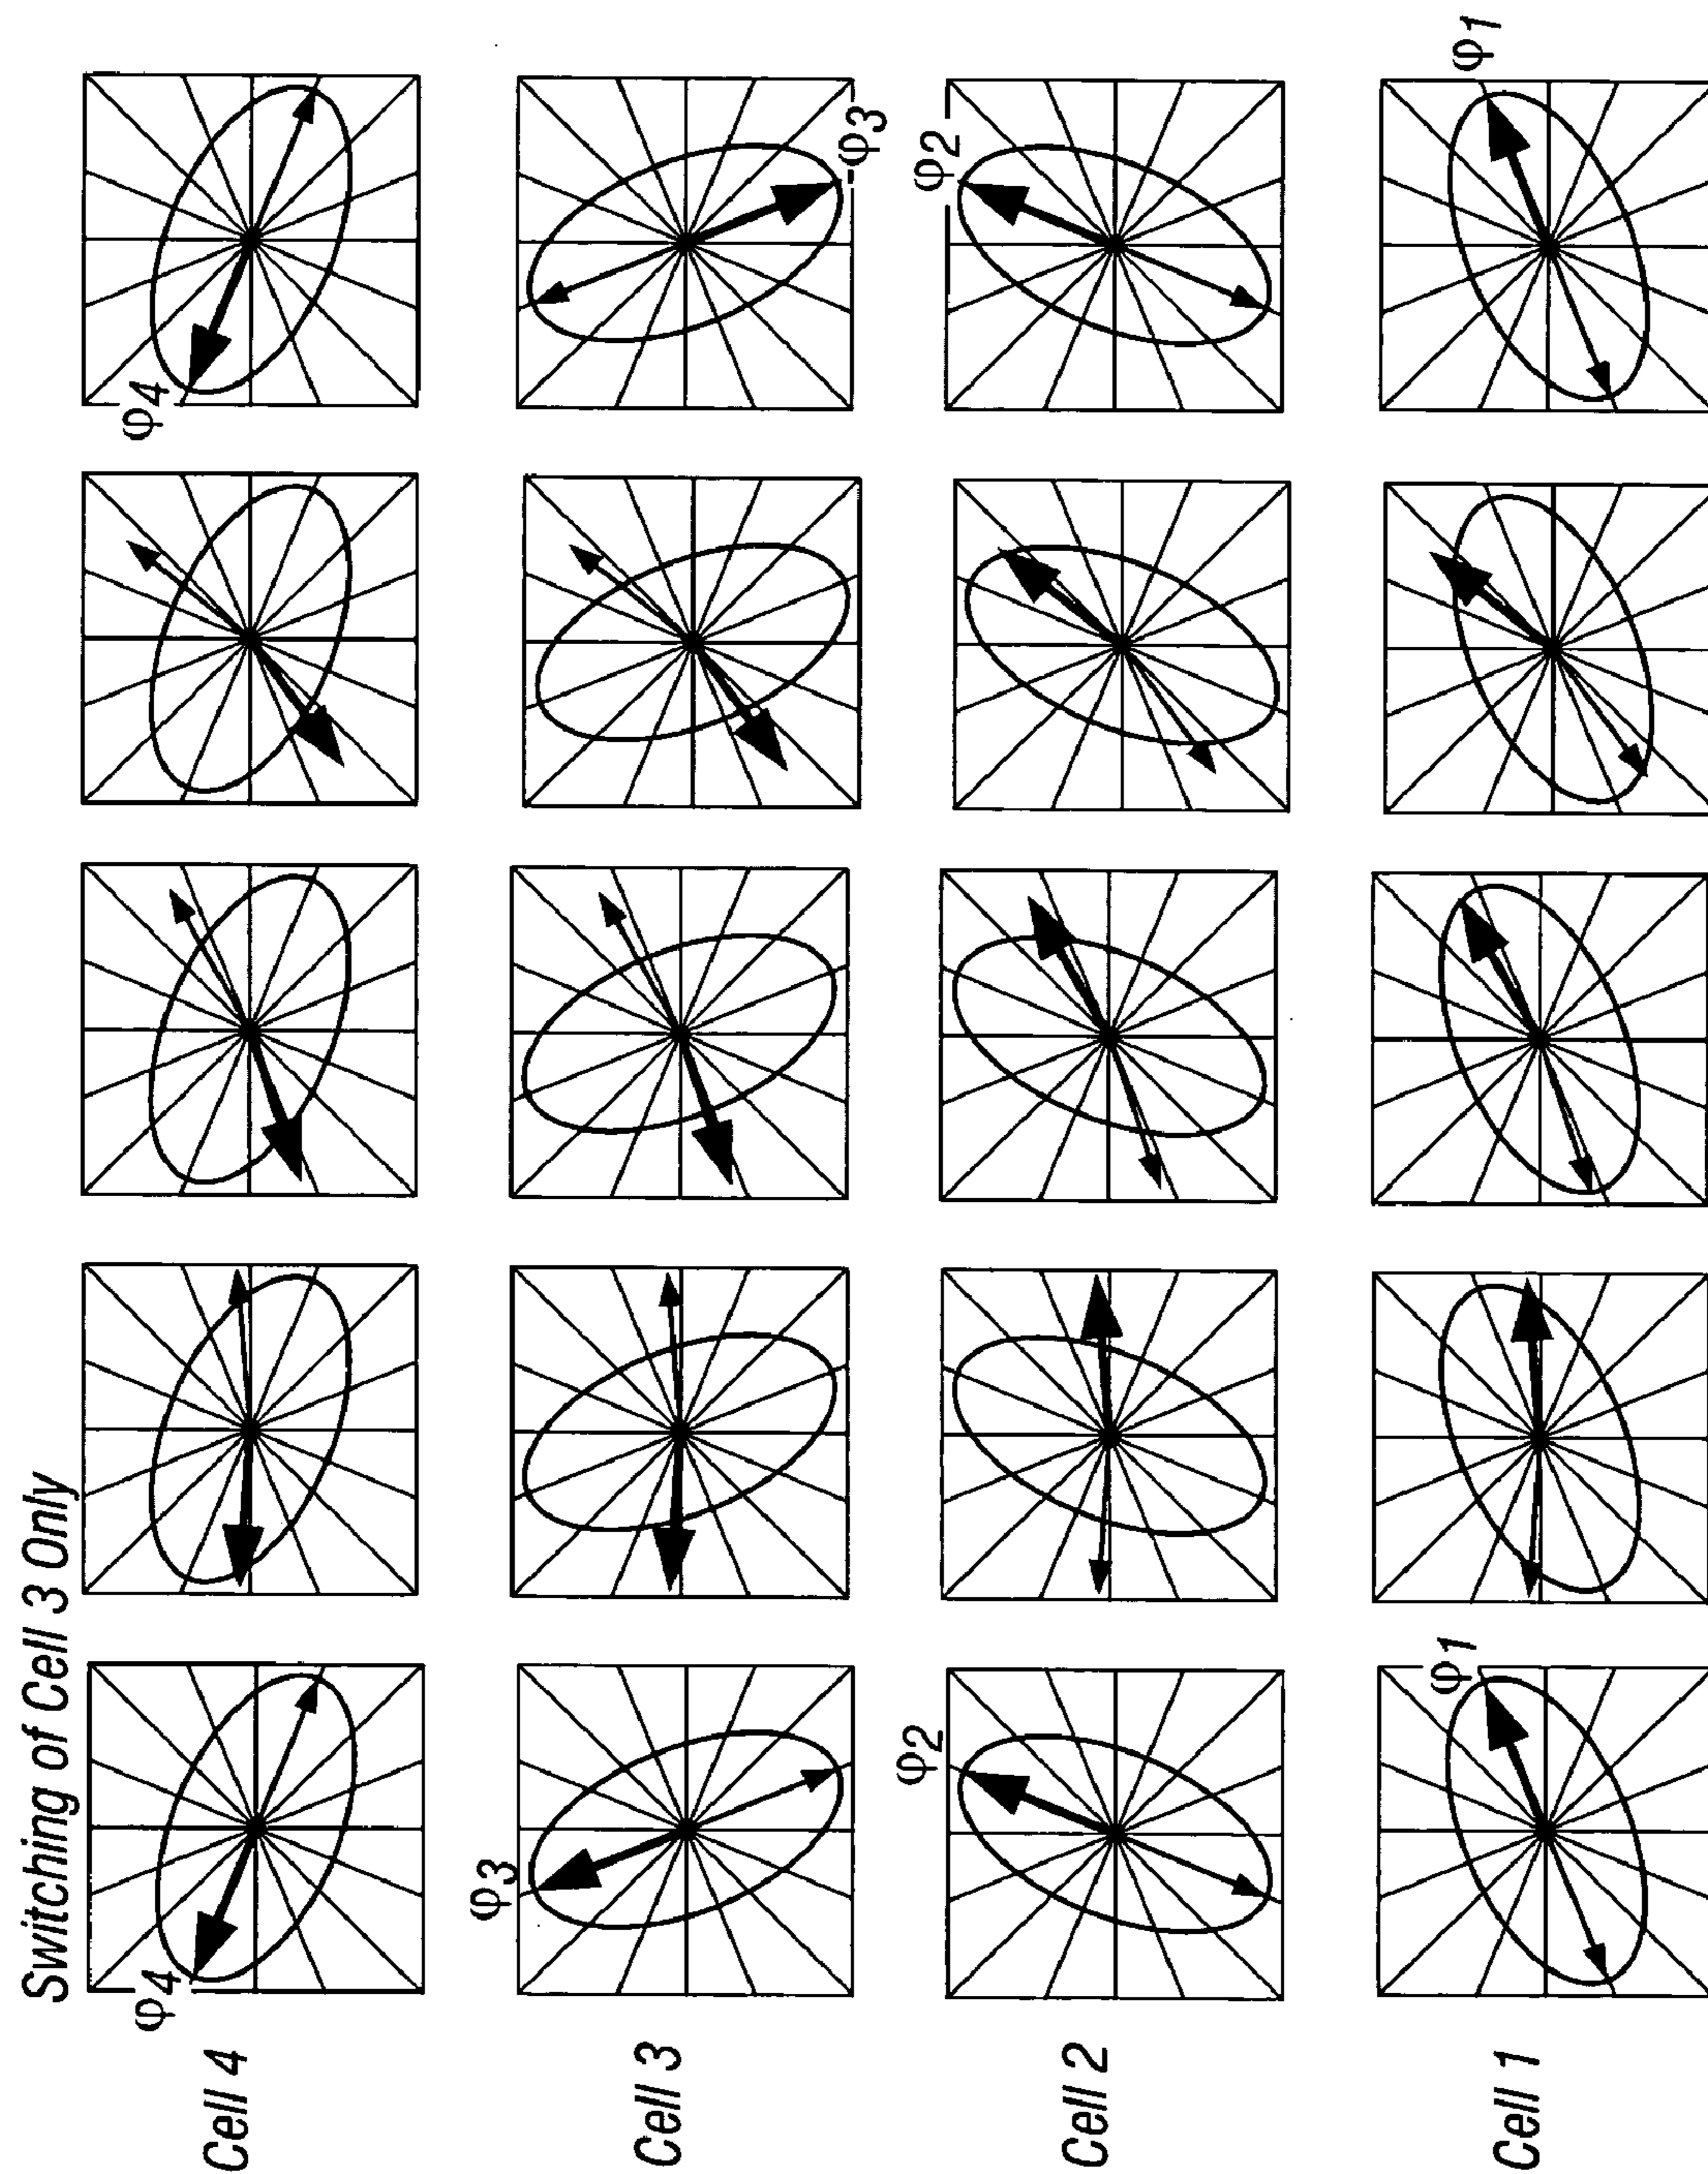 Switching of Cell 3 Only
φ4 φ4
Cell 4
φ3
Cell 3
-φ3
φ2 φ2
Cell 2
φ1 φ1
Cell 1